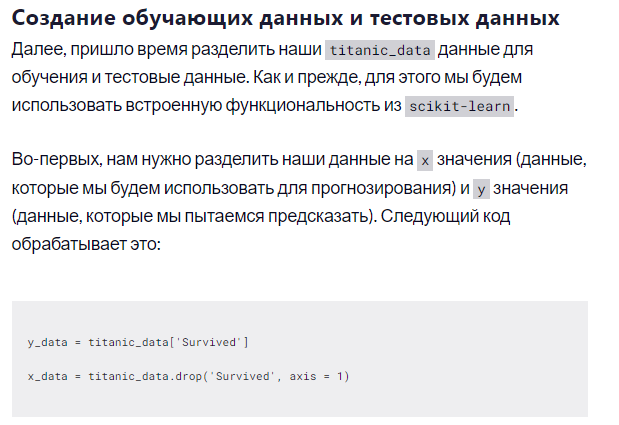 Создание обучающих данных и тестовых данных
Далее, пришло время разделить наши titanic_data данные для
обучения и тестовые данные. Как и прежде, для этого мы будем
использовать встроенную функциональность из scikit-learn.
Во-первых, нам нужно разделить наши данные на x значения (данные,
которые мы будем использовать для прогнозирования) и y значения
(данные, которые мы пытаемся предсказать). Следующий код
обрабатывает это:
y_data = titanic_data['Survived']
x_data = titanic_data.drop('Survived', axis = 1)